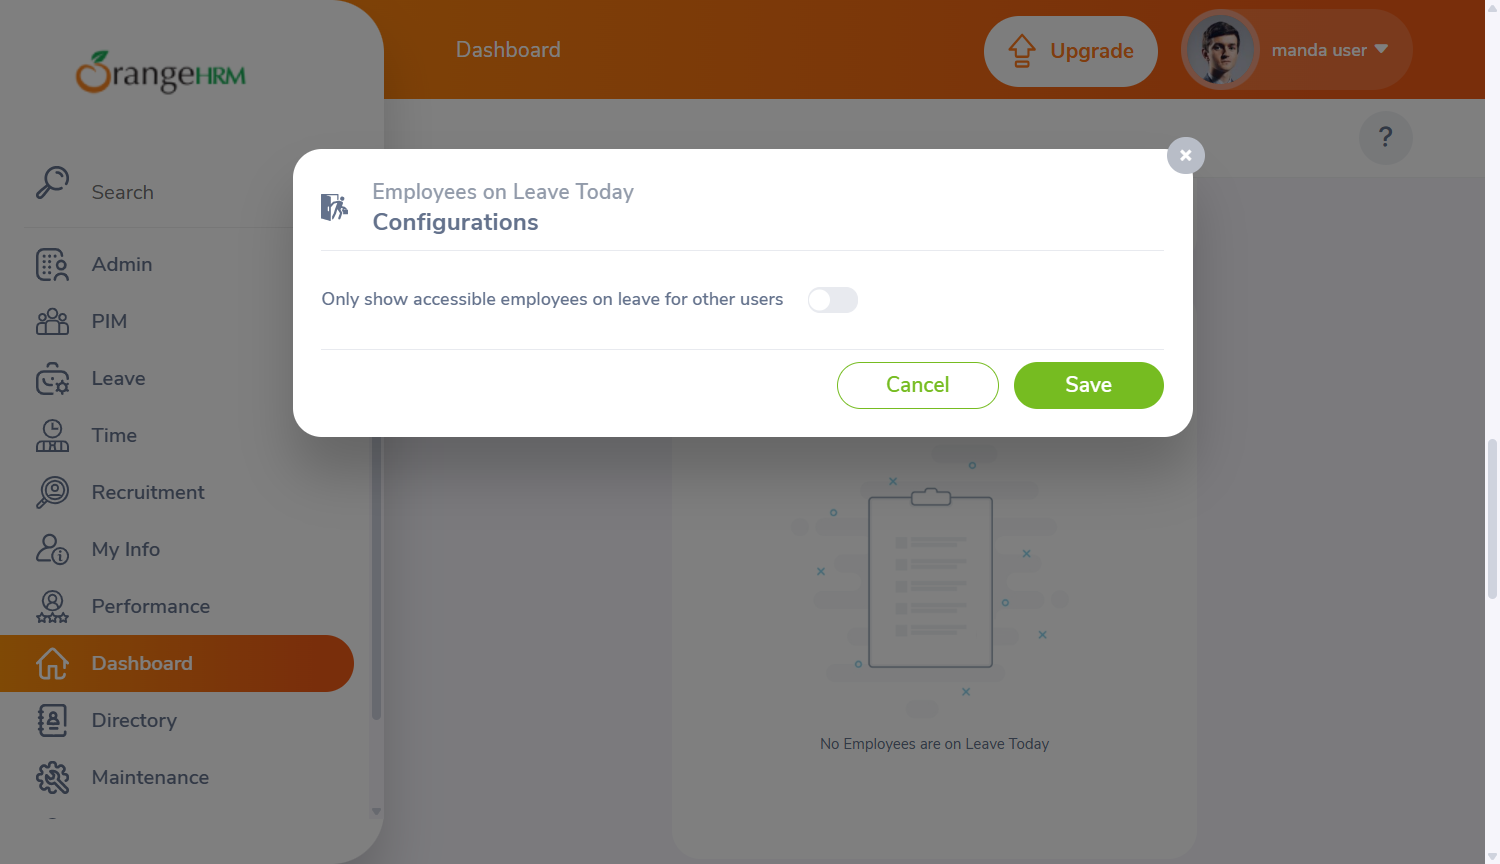 OrangeHRM
Dashboard
Upgrade
manda user
?
Search
Admin
PIM
Leave
Time
Recruitment
My Info
Performance
Dashboard
Directory
Maintenance
Employees on Leave Today
Configurations
Only show accessible employees on leave for other users
Cancel
Save
No Employees are on Leave Today